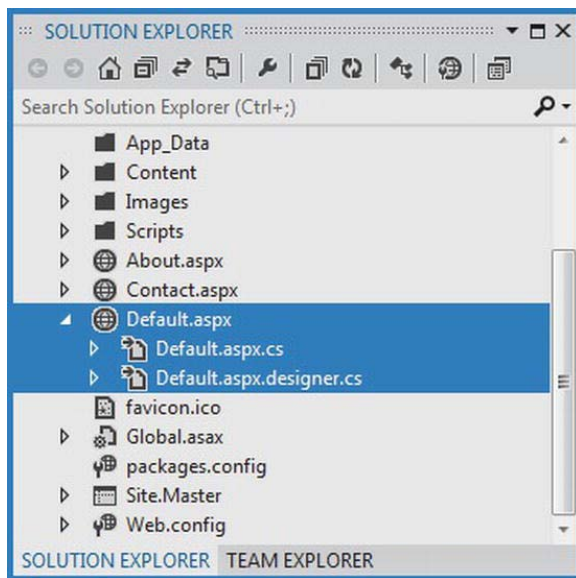 SOLUTION EXPLORER
Search Solution Explorer (Ctrl+;)
App_Data
Content
Images
Scripts
About.aspx
Contact.aspx
Default.aspx
Default.aspx.cs
Default.aspx.designer.cs
favicon.ico
Global.asax
packages.config
Site.Master
Web.config
SOLUTION EXPLORER TEAM EXPLORER